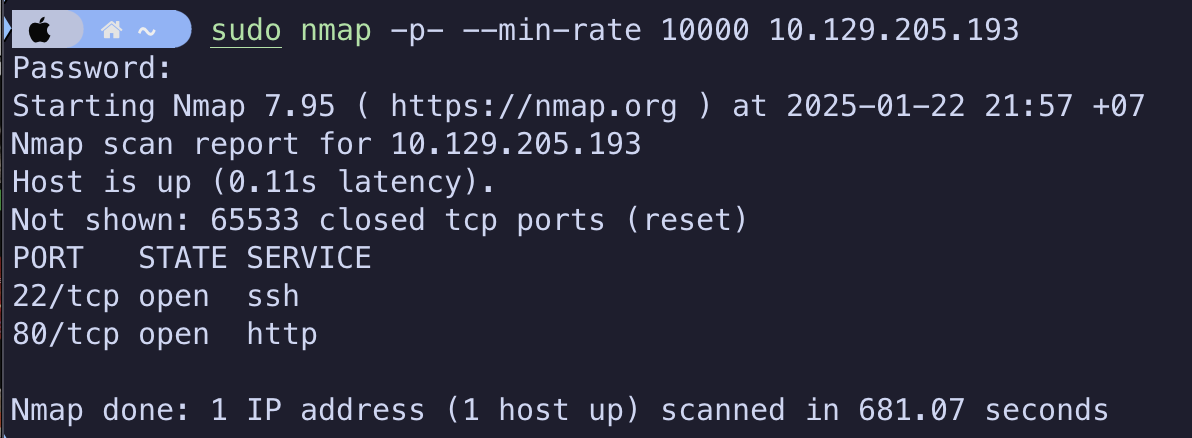 ~ sudo nmap -p- --min-rate 10000 10.129.205.193
Password:
Starting Nmap 7.95 ( https://nmap.org ) at 2025-01-22 21:57 +07
Nmap scan report for 10.129.205.193
Host is up (0.11s latency).
Not shown: 65533 closed tcp ports (reset)
PORT   STATE SERVICE
22/tcp open  ssh
80/tcp open  http

Nmap done: 1 IP address (1 host up) scanned in 681.07 seconds